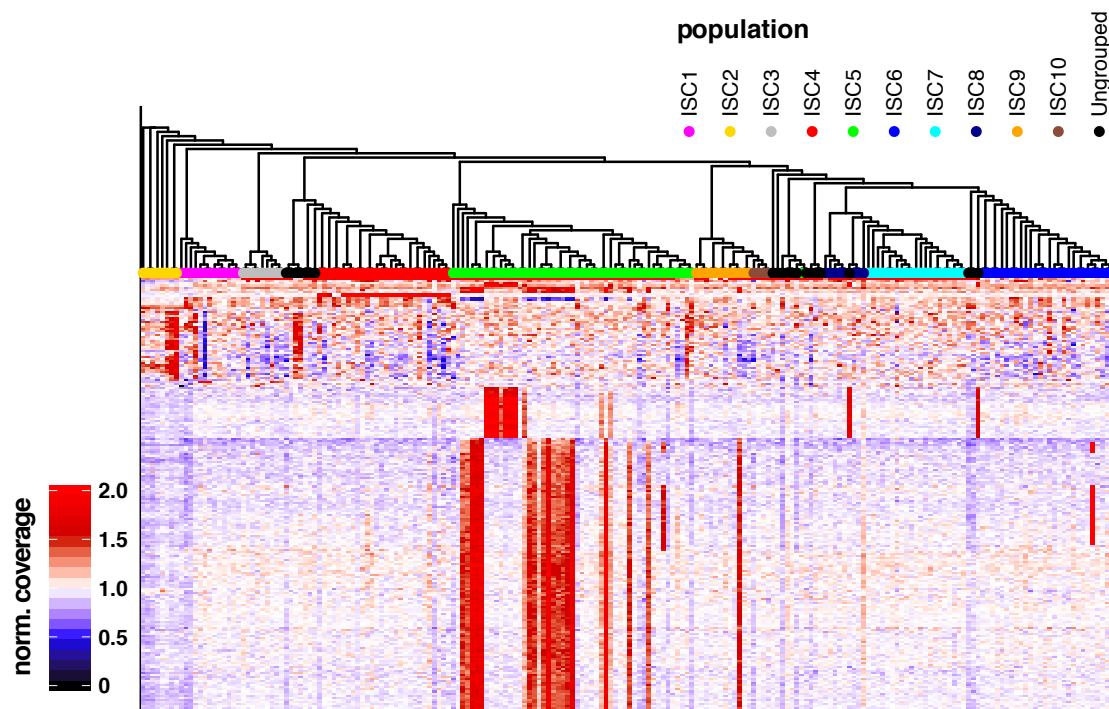 population
ISC1
ISC2
ISC3
ISC4
ISC5
ISC6
ISC7
ISC8
ISC9
ISC10
Ungrouped
norm. coverage
2.0
1.5
1.0
0.5
0